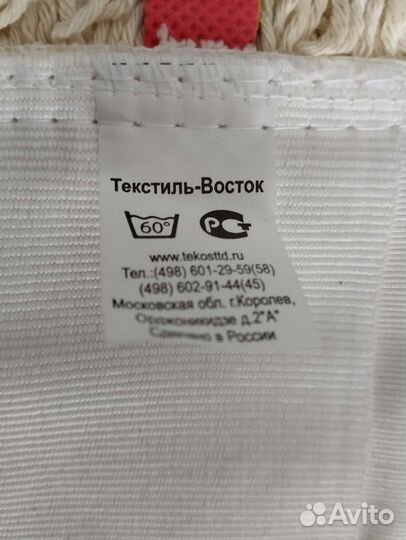 Текстиль-Восток
60° РСТ
www.tekosttd.ru
Тел.:(498) 601-29-59(58)
(498) 602-91-44(45)
Московская обл. г.Королев,
Орджоникидзе д.2"А"
Сделано в России
Avito